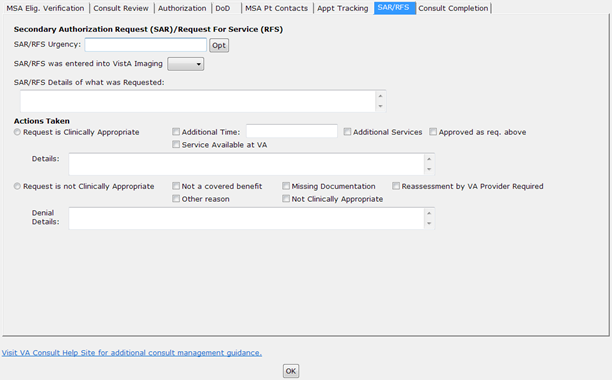 MSA Elig. Verification Consult Review Authorization DoD MSA Pt Contacts Appt Tracking SAR/RFS Consult Completion
Secondary Authorization Request (SAR)/Request For Service (RFS)
SAR/RFS Urgency: Opt
SAR/RFS was entered into VistA Imaging
SAR/RFS Details of what was Requested:
Actions Taken
Request is Clinically Appropriate Additional Time: Additional Services Approved as req. above
Service Available at VA
Details:
Request is not Clinically Appropriate Not a covered benefit Missing Documentation Reassessment by VA Provider Required
Other reason Not Clinically Appropriate
Denial
Details:
Visit VA Consult Help Site for additional consult management guidance.
OK